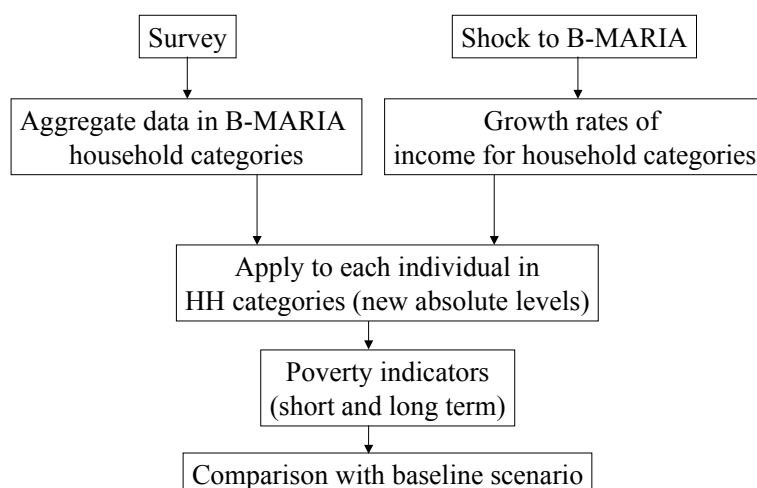 Survey
Shock to B-MARIA
Aggregate data in B-MARIA
household categories
Growth rates of
income for household categories
Apply to each individual in
HH categories (new absolute levels)
Poverty indicators
(short and long term)
Comparison with baseline scenario